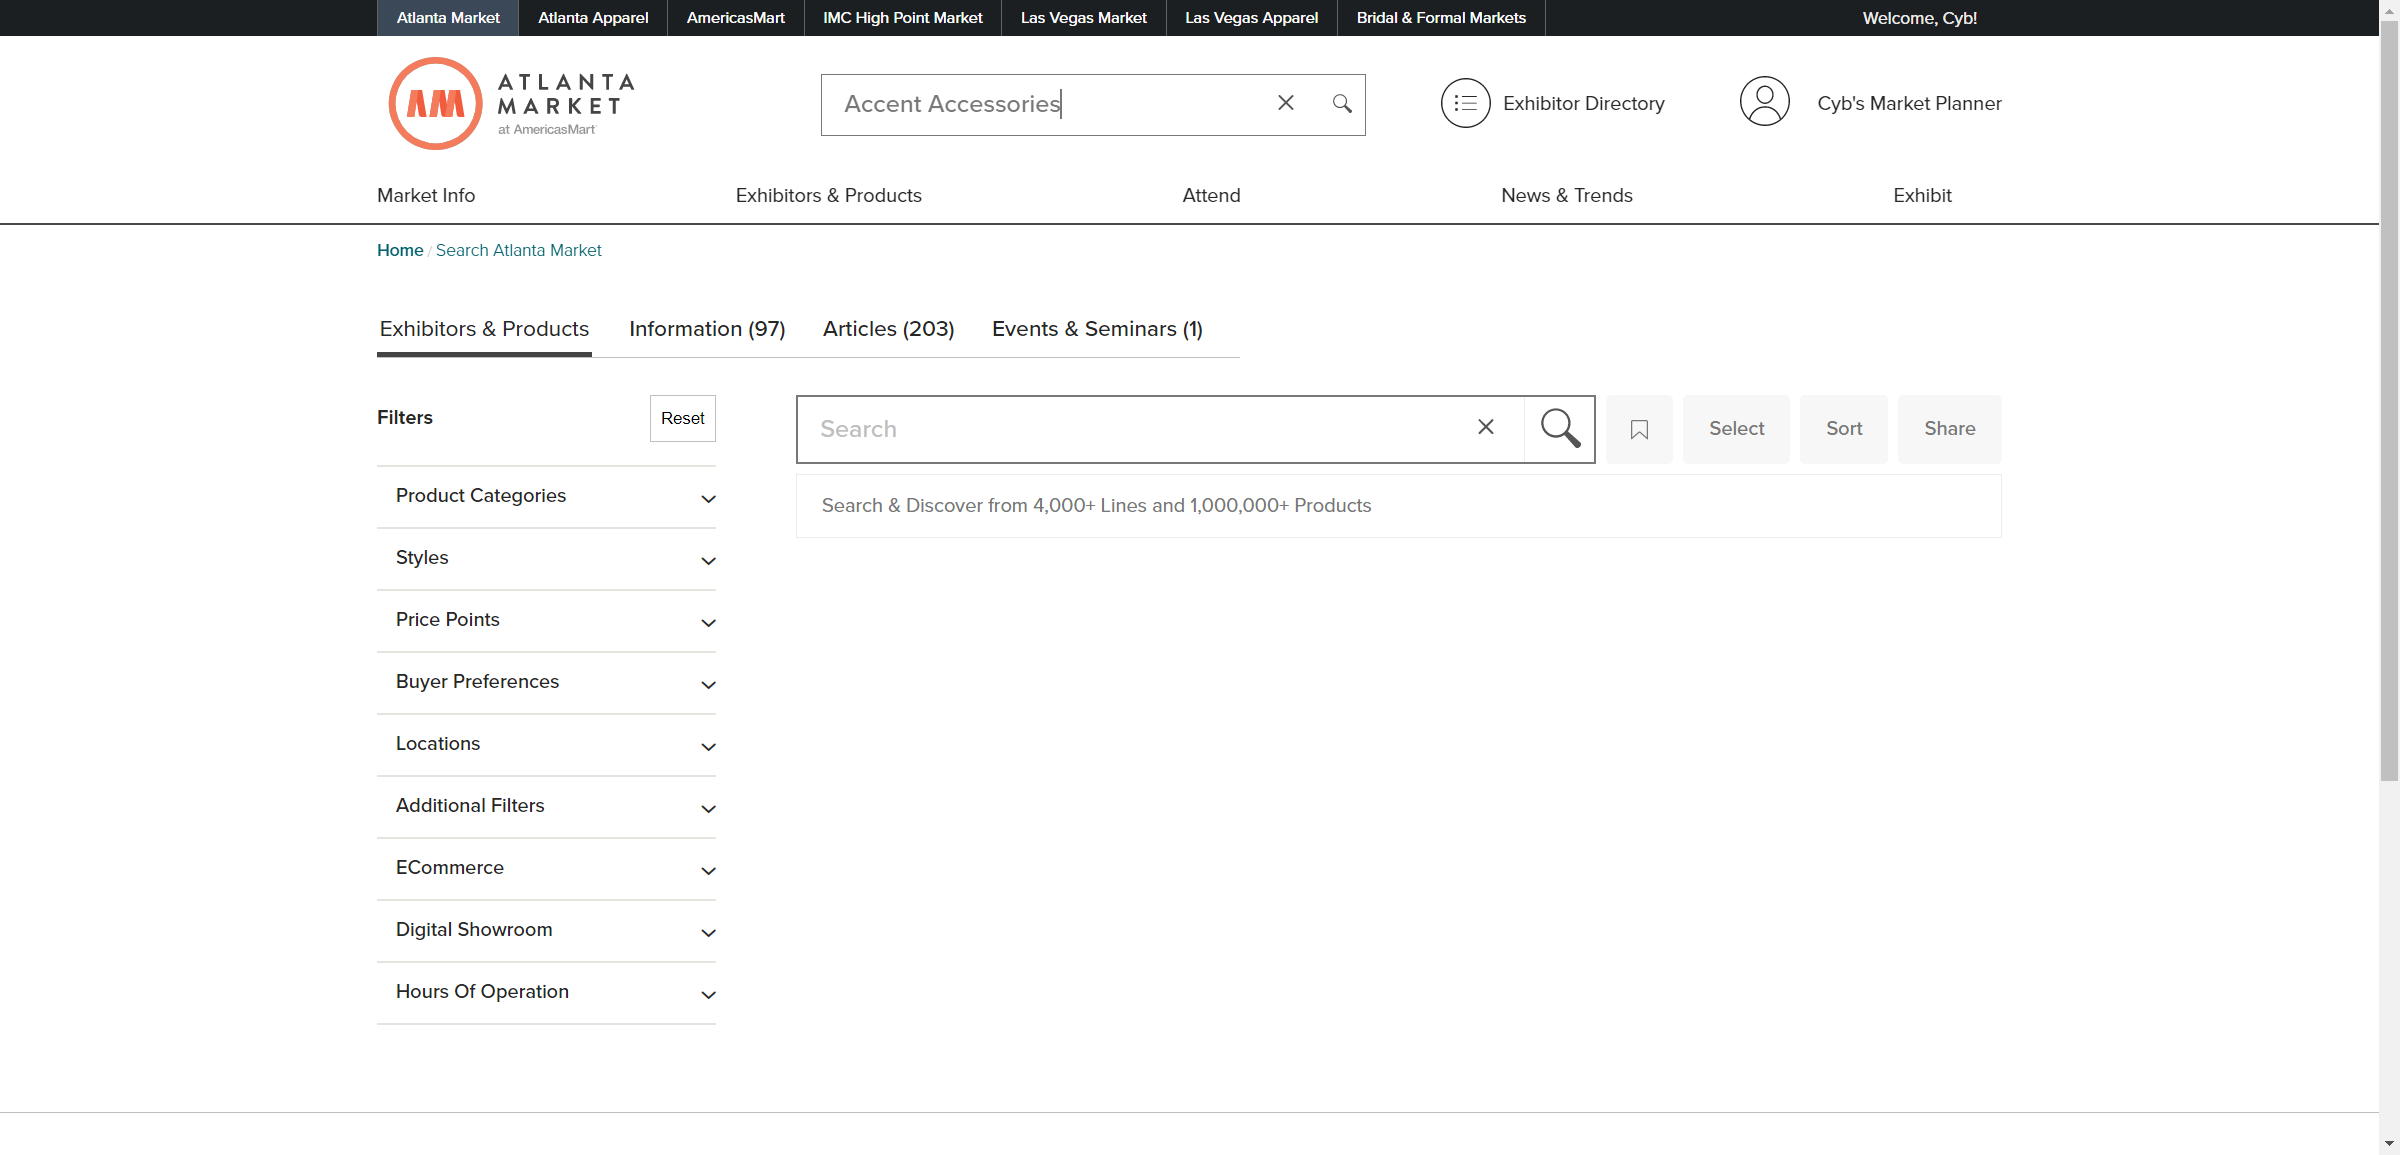 Atlanta Market Atlanta Apparel AmericasMart IMC High Point Market Las Vegas Market Las Vegas Apparel Bridal & Formal Markets Welcome, Cyb!
AM ATLANTA
MARKET
at AmericasMart
Accent Accessories
Exhibitor Directory
Cyb's Market Planner
Market Info Exhibitors & Products Attend News & Trends Exhibit
Home / Search Atlanta Market
Exhibitors & Products Information (97) Articles (203) Events & Seminars (1)
Filters Reset
Product Categories
Styles
Price Points
Buyer Preferences
Locations
Additional Filters
ECommerce
Digital Showroom
Hours Of Operation
Search Select Sort Share
Search & Discover from 4,000+ Lines and 1,000,000+ Products